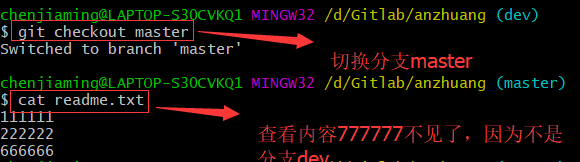 chenjiaming@LAPTOP-S3OCVKQ1 MINGW32 /d/Gitlab/anzhuang (dev)
$ git checkout master
Switched to branch 'master'
切换分支master
chenjiaming@LAPTOP-S3OCVKQ1 MINGW32 /d/Gitlab/anzhuang (master)
$ cat readme.txt
111111
222222
查看内容777777不见了，因为不是
666666
分支dev